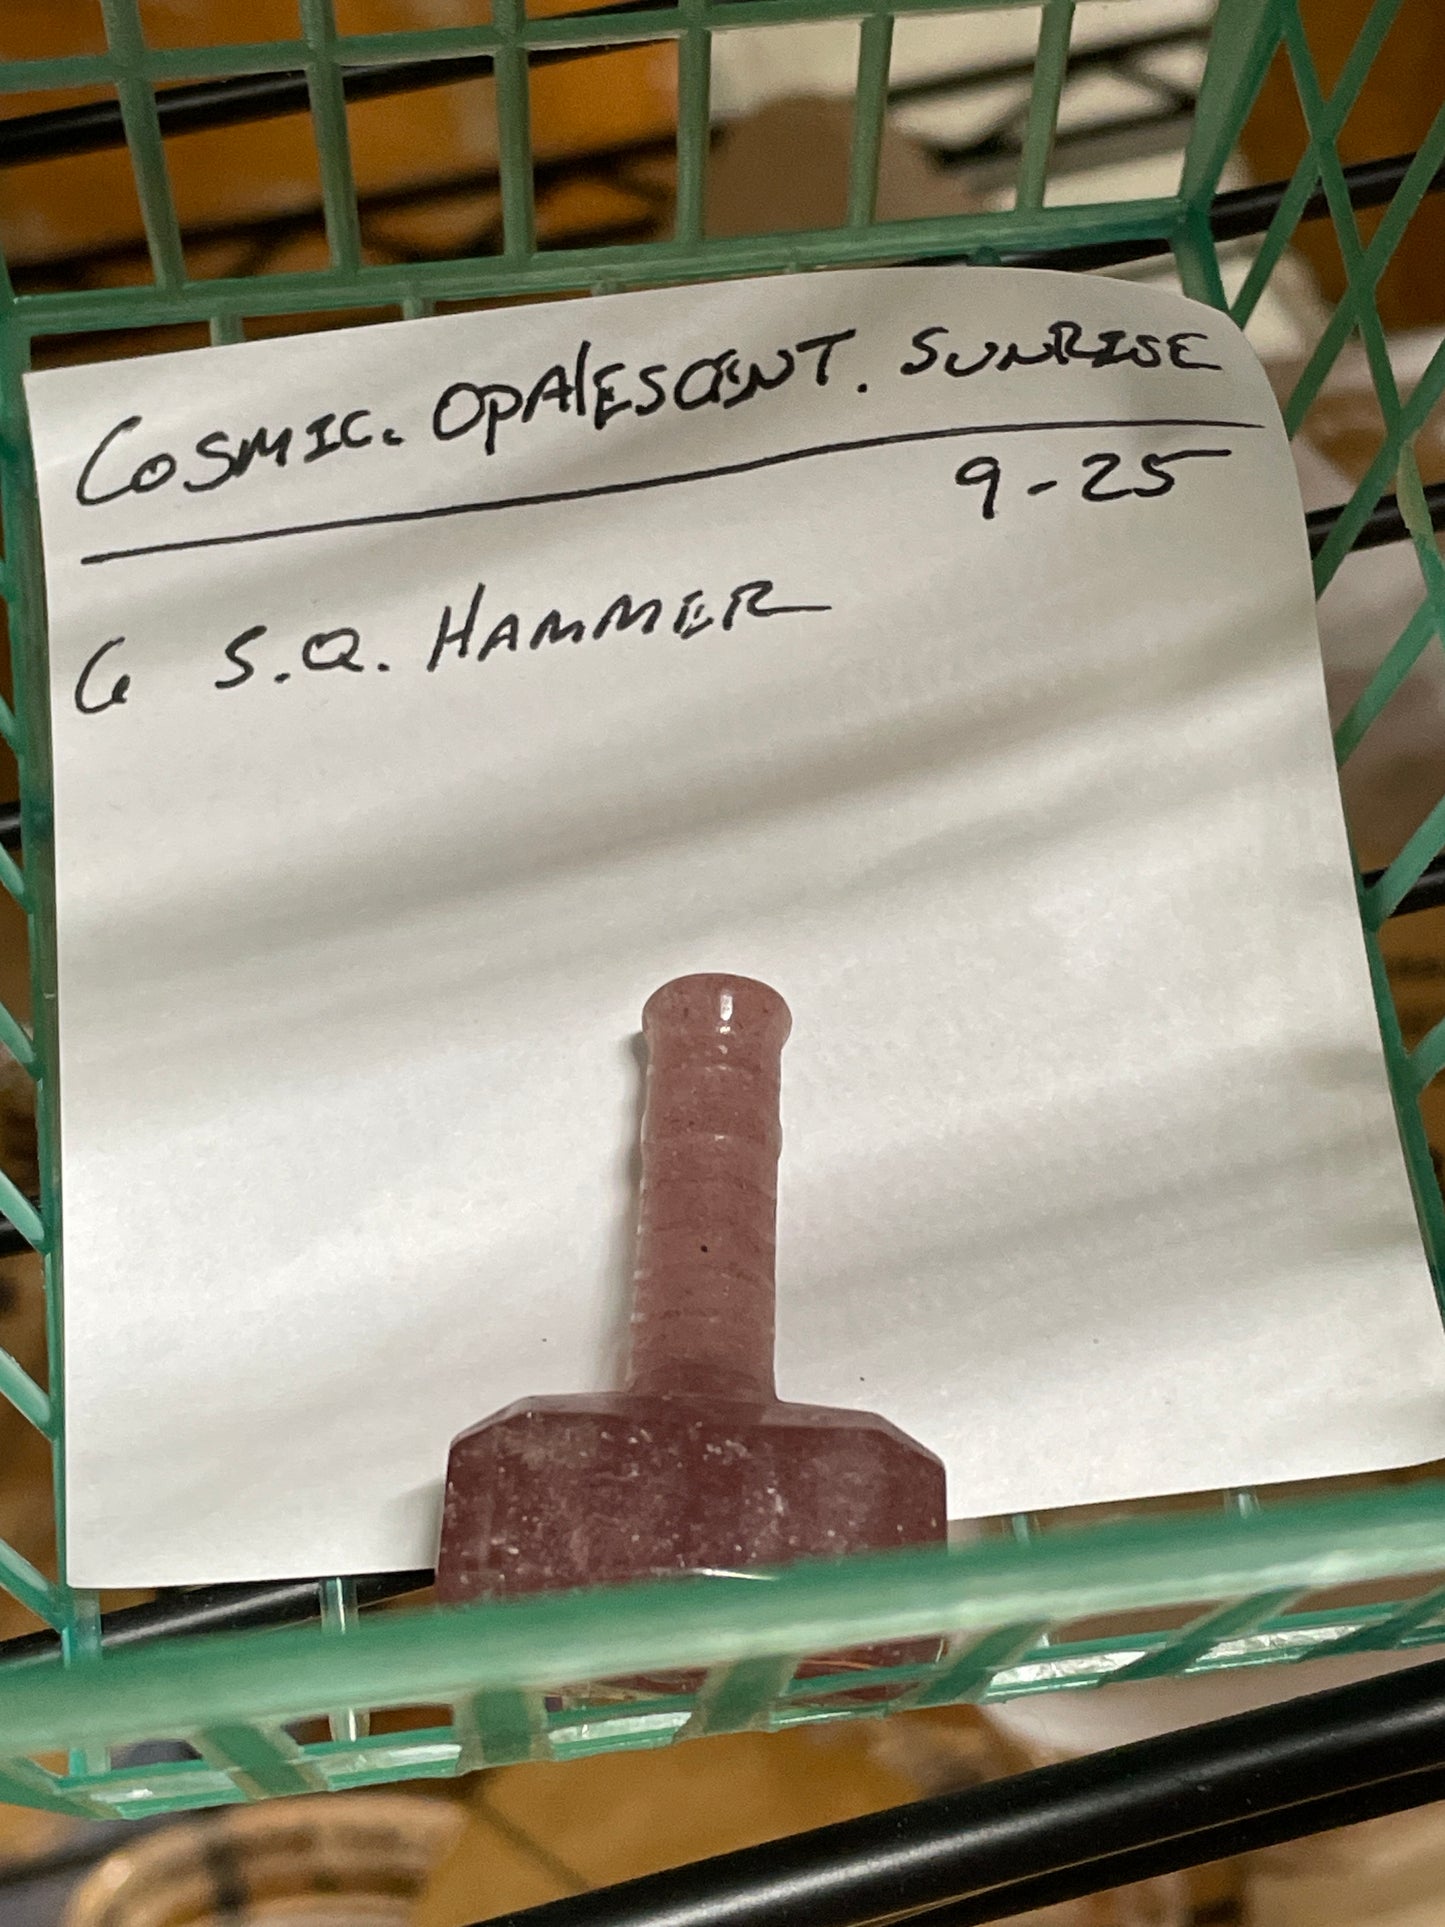 COSMIC. OPAlESCENT. SUNRISE
9-25
6 S.Q. HAMMER